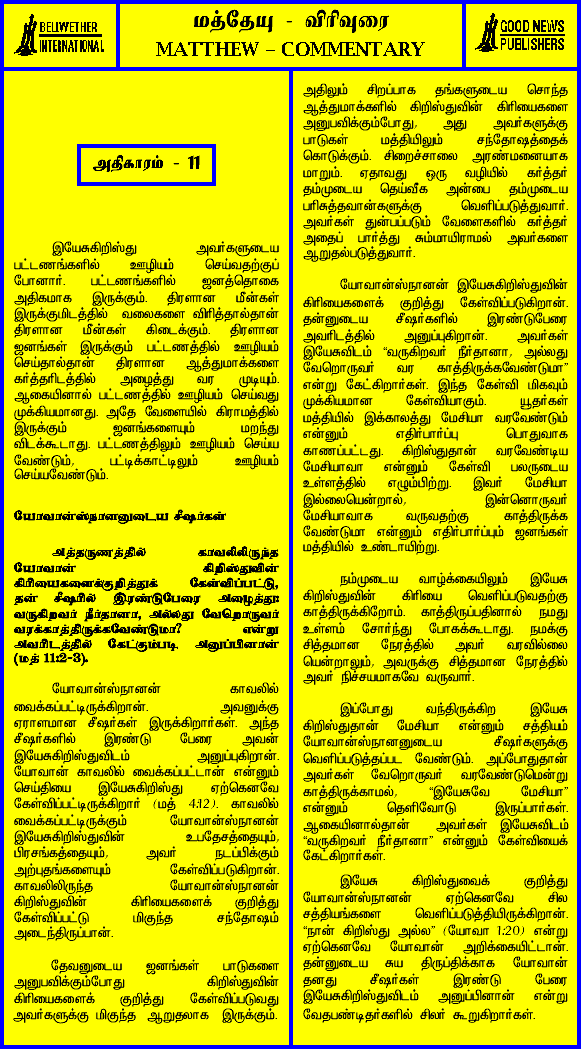 BELLWETHER
INTERNATIONAL
மத்தேயு - விரிவுரை
MATTHEW – COMMENTARY
GOOD NEWS
PUBLISHERS
அதிகாரம் - 11
இயேசுகிறிஸ்து அவர்களுடைய
பட்டணங்களில் ஊழியம் செய்வதற்குப்
போனார். பட்டணங்களில் ஜனத்தொகை
அதிகமாக இருக்கும். திரளான மீன்கள்
இருக்குமிடத்தில் வலைகளை விரித்தால்தான்
திரளான மீன்கள் கிடைக்கும். திரளான
ஜனங்கள் இருக்கும் பட்டணத்தில் ஊழியம்
செய்தால்தான் திரளான ஆத்துமாக்களை
கர்த்தரிடத்தில் அழைத்து வர முடியும்.
ஆகையினால் பட்டணத்தில் ஊழியம் செய்வது
முக்கியமானது. அதே வேளையில் கிராமத்தில்
இருக்கும் ஜனங்களையும் மறந்து
விடக்கூடாது. பட்டணத்திலும் ஊழியம் செய்ய
வேண்டும், பட்டிக்காட்டிலும் ஊழியம்
செய்யவேண்டும்.
யோவான்ஸ்நானனுடைய சீஷர்கள்
அத்தருணத்தில் காவலிலிருந்த
யோவான் கிறிஸ்துவின்
கிரியைகளைக்குறித்துக் கேள்விப்பட்டு,
தன் சீஷரில் இரண்டுபேரை அழைத்து:
வருகிறவர் நீர்தானா, அல்லது வேறொருவர்
வரக்காத்திருக்கவேண்டுமா? என்று
அவரிடத்தில் கேட்கும்படி அனுப்பினான்
(மத் 11:2-3).
யோவான்ஸ்நானன் காவலில்
வைக்கப்பட்டிருக்கிறான். அவனுக்கு
ஏராளமான சீஷர்கள் இருக்கிறார்கள். அந்த
சீஷர்களில் இரண்டு பேரை அவன்
இயேசுகிறிஸ்துவிடம் அனுப்புகிறான்.
யோவான் காவலில் வைக்கப்பட்டான் என்னும்
செய்தியை இயேசுகிறிஸ்து ஏற்கெனவே
கேள்விப்பட்டிருக்கிறார் (மத் 4:12). காவலில்
வைக்கப்பட்டிருக்கும் யோவான்ஸ்நானன்
இயேசுகிறிஸ்துவின் உபதேசத்தையும்,
பிரசங்கத்தையும், அவர் நடப்பிக்கும்
அற்புதங்களையும் கேள்விப்படுகிறான்.
காவலிலிருந்த யோவான்ஸ்நானன்
கிறிஸ்துவின் கிரியைகளைக் குறித்து
கேள்விப்பட்டு மிகுந்த சந்தோஷம்
அடைந்திருப்பான்.
தேவனுடைய ஜனங்கள் பாடுகளை
அனுபவிக்கும்போது கிறிஸ்துவின்
கிரியைகளைக் குறித்து கேள்விப்படுவது
அவர்களுக்கு மிகுந்த ஆறுதலாக இருக்கும்.
அதிலும் சிறப்பாக தங்களுடைய சொந்த
ஆத்துமாக்களில் கிறிஸ்துவின் கிரியைகளை
அனுபவிக்கும்போது, அது அவர்களுக்கு
பாடுகள் மத்தியிலும் சந்தோஷத்தைக்
கொடுக்கும். சிறைச்சாலை அரண்மனையாக
மாறும். ஏதாவது ஒரு வழியில் கர்த்தர்
தம்முடைய தெய்வீக அன்பை தம்முடைய
பரிசுத்தவான்களுக்கு வெளிப்படுத்துவார்.
அவர்கள் துன்பப்படும் வேளைகளில் கர்த்தர்
அதைப் பார்த்து சும்மாயிராமல் அவர்களை
ஆறுதல்படுத்துவார்.
யோவான்ஸ்நானன் இயேசுகிறிஸ்துவின்
கிரியைகளைக் குறித்து கேள்விப்படுகிறான்.
தன்னுடைய சீஷர்களில் இரண்டுபேரை
அவரிடத்தில் அனுப்புகிறான். அவர்கள்
இயேசுவிடம் “வருகிறவர் நீர்தானா, அல்லது
வேறொருவர் வர காத்திருக்கவேண்டுமா”
என்று கேட்கிறார்கள். இந்த கேள்வி மிகவும்
முக்கியமான கேள்வியாகும். யூதர்கள்
மத்தியில் இக்காலத்து மேசியா வரவேண்டும்
என்னும் எதிர்பார்ப்பு பொதுவாக
காணப்பட்டது. கிறிஸ்துதான் வரவேண்டிய
மேசியாவா என்னும் கேள்வி பலருடைய
உள்ளத்தில் எழும்பிற்று. இவர் மேசியா
இல்லையென்றால், இன்னொருவர்
மேசியாவாக வருவதற்கு காத்திருக்க
வேண்டுமா என்னும் எதிர்பார்ப்பும் ஜனங்கள்
மத்தியில் உண்டாயிற்று.
நம்முடைய வாழ்க்கையிலும் இயேசு
கிறிஸ்துவின் கிரியை வெளிப்படுவதற்கு
காத்திருக்கிறோம். காத்திருப்பதினால் நமது
உள்ளம் சோர்ந்து போகக்கூடாது. நமக்கு
சித்தமான நேரத்தில் அவர் வரவில்லை
யென்றாலும், அவருக்கு சித்தமான நேரத்தில்
அவர் நிச்சயமாகவே வருவார்.
இப்போது வந்திருக்கிற இயேசு
கிறிஸ்துதான் மேசியா என்னும் சத்தியம்
யோவான்ஸ்நானனுடைய சீஷர்களுக்கு
வெளிப்படுத்தப்பட வேண்டும். அப்போதுதான்
அவர்கள் வேறொருவர் வரவேண்டுமென்று
காத்திருக்காமல், “இயேசுவே மேசியா”
என்னும் தெளிவோடு இருப்பார்கள்.
ஆகையினால்தான் அவர்கள் இயேசுவிடம்
“வருகிறவர் நீர்தானா” என்னும் கேள்வியைக்
கேட்கிறார்கள்.
இயேசு கிறிஸ்துவைக் குறித்து
யோவான்ஸ்நானன் ஏற்கெனவே சில
சத்தியங்களை வெளிப்படுத்தியிருக்கிறான்.
“நான் கிறிஸ்து அல்ல” (யோவா 1:20) என்று
ஏற்கெனவே யோவான் அறிக்கையிட்டான்.
தன்னுடைய சுய திருப்திக்காக யோவான்
தனது சீஷர்கள் இரண்டு பேரை
இயேசுகிறிஸ்துவிடம் அனுப்பினான் என்று
வேதபண்டிதர்களில் சிலர் கூறுகிறார்கள்.